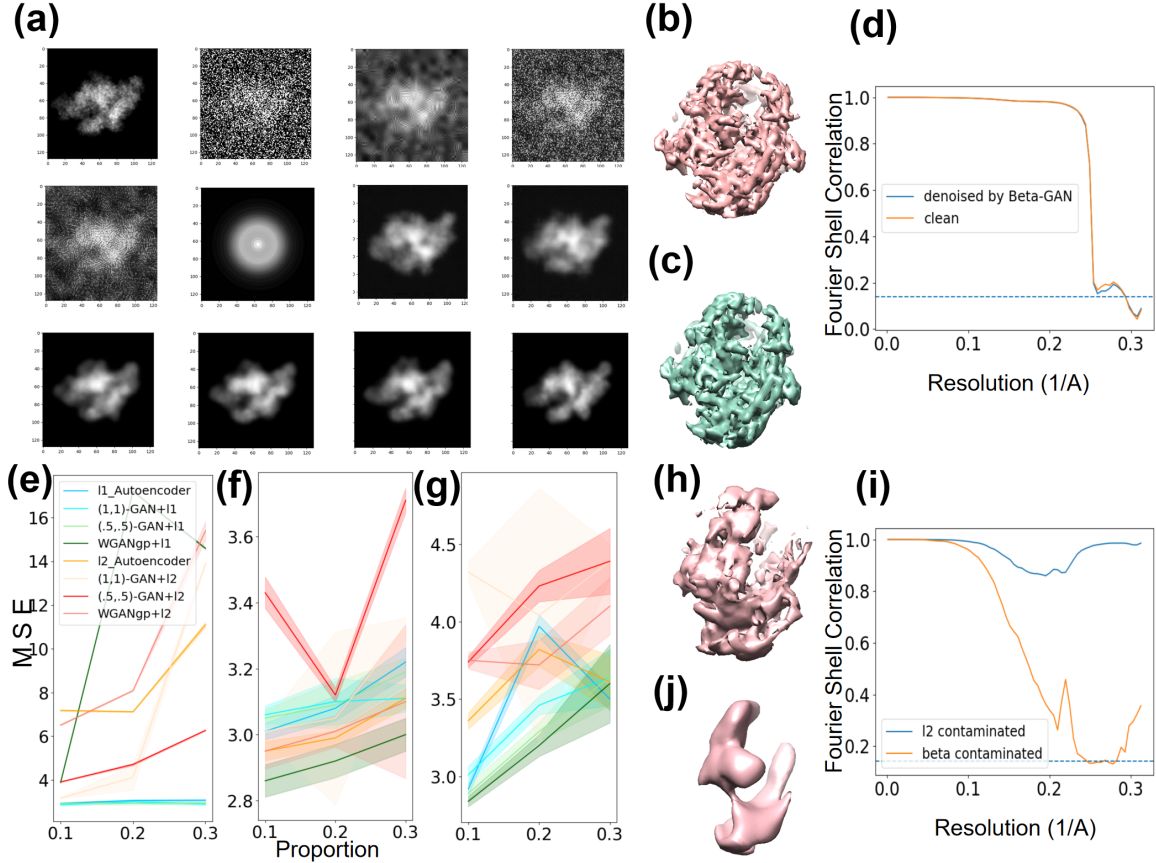 (a)
(b)
(c)
(d)
1.0
0.8
0.6
0.4
0.2
0.0
0.0 0.1 0.2 0.3
Fourier Shell Correlation
denoised by Beta-GAN
clean
Resolution (1/A)
(e)
MSE
16
14
12
10
8
6
4
0.1 0.2 0.3
l1_Autoencoder
(1,1)-GAN+l1
(.5,.5)-GAN+l1
WGANgp+l1
l2_Autoencoder
(1,1)-GAN+l2
(.5,.5)-GAN+l2
WGANgp+l2
(f)
3.6
3.4
3.2
3.0
2.8
0.1 0.2 0.3
Proportion
(g)
4.5
4.0
3.5
3.0
0.1 0.2 0.3
(h)
(j)
(i)
1.0
0.8
0.6
0.4
0.2
0.0 0.1 0.2 0.3
Fourier Shell Correlation
l2 contaminated
beta contaminated
Resolution (1/A)